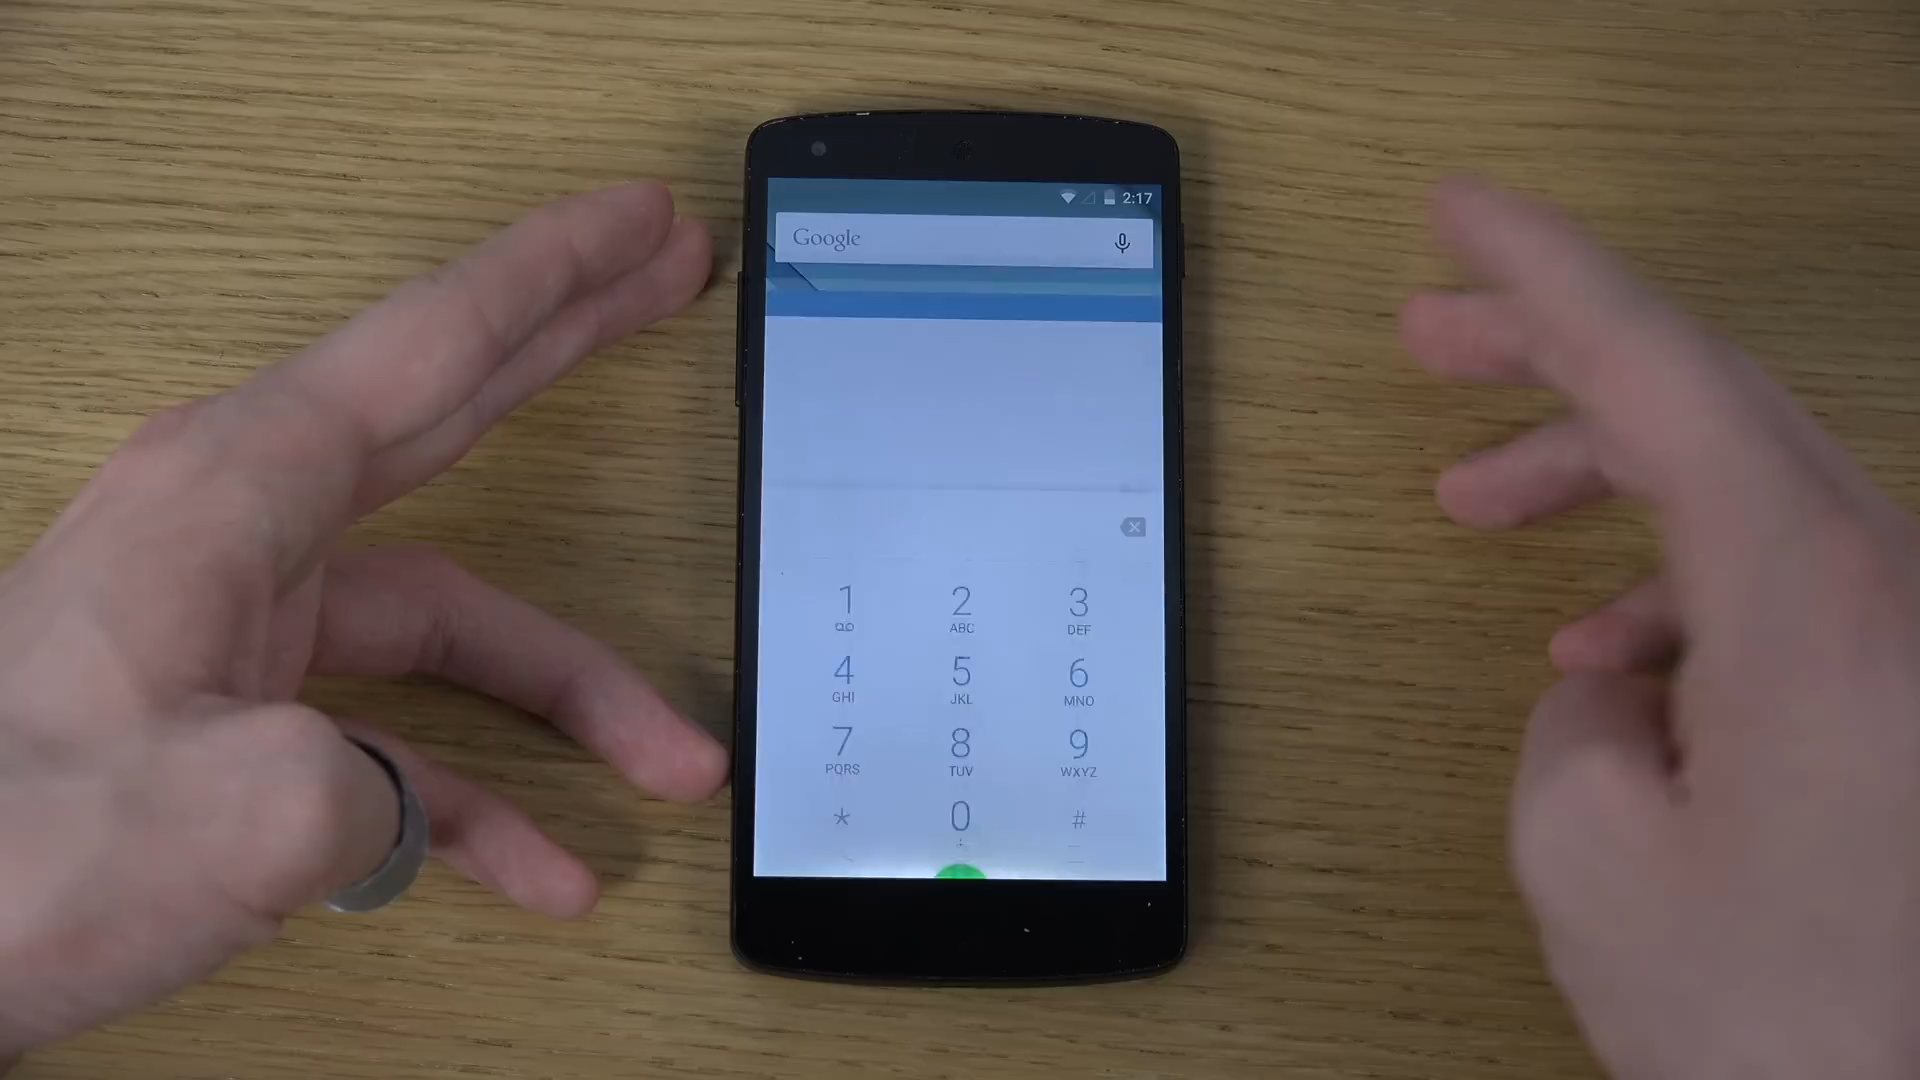 2:17
Google
1 2 3
ABC DEF
4 5 6
GHI JKL MNO
7 8 9
PQRS TUV WXYZ
* 0 #